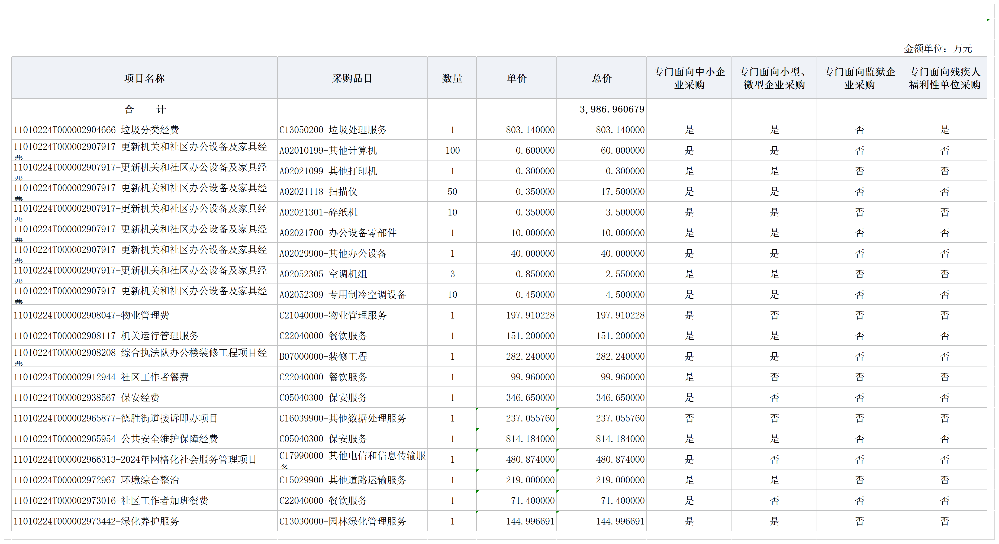 金额单位：万元
项目名称 采购品目 数量 单价 总价 专门面向中小企业采购 专门面向小型、微型企业采购 专门面向监狱企业采购 专门面向残疾人福利性单位采购
合 计 3,986.960679
11010224T000002904666-垃圾分类经费 C13050200-垃圾处理服务 1 803.140000 803.140000 是 是 否 是
11010224T000002907917-更新机关和社区办公设备及家具经费 A02010199-其他计算机 100 0.600000 60.000000 是 是 否 否
11010224T000002907917-更新机关和社区办公设备及家具经费 A02021099-其他打印机 1 0.300000 0.300000 是 是 否 否
11010224T000002907917-更新机关和社区办公设备及家具经费 A02021118-扫描仪 50 0.350000 17.500000 是 是 否 否
11010224T000002907917-更新机关和社区办公设备及家具经费 A02021301-碎纸机 10 0.350000 3.500000 是 是 否 否
11010224T000002907917-更新机关和社区办公设备及家具经费 A02021700-办公设备零部件 1 10.000000 10.000000 是 是 否 否
11010224T000002907917-更新机关和社区办公设备及家具经费 A02029900-其他办公设备 1 40.000000 40.000000 是 是 否 否
11010224T000002907917-更新机关和社区办公设备及家具经费 A02052305-空调机组 3 0.850000 2.550000 是 是 否 否
11010224T000002907917-更新机关和社区办公设备及家具经费 A02052309-专用制冷空调设备 10 0.450000 4.500000 是 是 否 否
11010224T000002908047-物业管理费 C21040000-物业管理服务 1 197.910228 197.910228 是 否 否 否
11010224T000002908117-机关运行管理服务 C22040000-餐饮服务 1 151.200000 151.200000 是 是 否 否
11010224T000002908208-综合执法队办公楼装修工程项目经费 B07000000-装修工程 1 282.240000 282.240000 是 是 否 否
11010224T000002912944-社区工作者餐费 C22040000-餐饮服务 1 99.960000 99.960000 是 否 否 否
11010224T000002938567-保安经费 C05040300-保安服务 1 346.650000 346.650000 是 否 否 否
11010224T000002965877-德胜街道接诉即办项目 C16039900-其他数据处理服务 1 237.055760 237.055760 否 否 否 否
11010224T000002965954-公共安全维护保障经费 C05040300-保安服务 1 814.184000 814.184000 是 是 否 否
11010224T000002966313-2024年网格化社会服务管理项目 C17990000-其他电信和信息传输服务 1 480.874000 480.874000 是 否 否 否
11010224T000002972967-环境综合整治 C15029900-其他道路运输服务 1 219.000000 219.000000 是 是 否 否
11010224T000002973016-社区工作者加班餐费 C22040000-餐饮服务 1 71.400000 71.400000 是 否 否 否
11010224T000002973442-绿化养护服务 C13030000-园林绿化管理服务 1 144.996691 144.996691 是 是 否 否